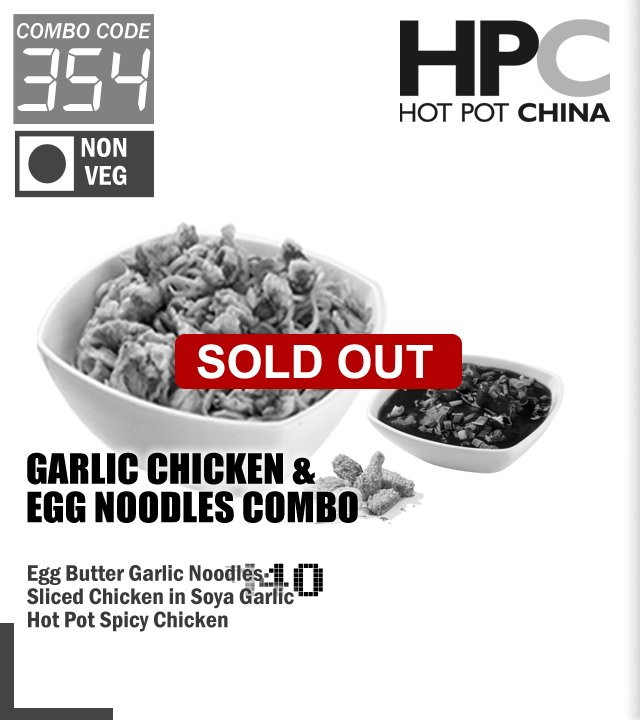 COMBO CODE
354
NON
VEG
HPC
HOT POT CHINA
SOLD OUT
GARLIC CHICKEN &
EGG NOODLES COMBO
Egg Butter Garlic Noodles
Sliced Chicken in Soya Garlic
Hot Pot Spicy Chicken